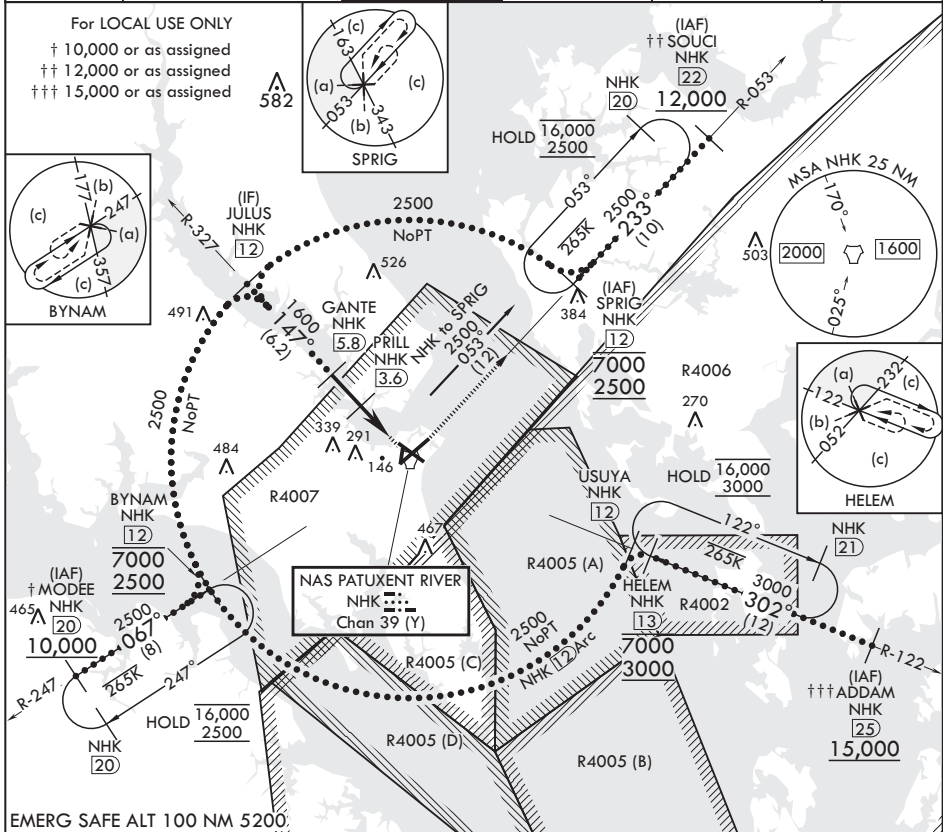 For LOCAL USE ONLY
† 10,000 or as assigned
†† 12,000 or as assigned
††† 15,000 or as assigned
582
(c)
163
(a)
(c)
053
343
(b)
SPRIG
(IAF)
††SOUCI
NHK
22
12,000
R-053
NHK
20
HOLD 16,000
2500
053°
265K
2500
233°
(10)
MSA NHK 25 NM
170°
2000
1600
025°
503
177
(b)
(c)
247
(a)
357
(c)
BYNAM
R-327
(IF)
JULUS
NHK
12
2500
NoPT
526
491
1600
147°
(6.2)
GANTE
NHK
5.8
PRILL
NHK
3.6
NHK to SPRIG
2500
053°
(12)
384
(IAF)
SPRIG
NHK
12
7000
2500
R4006
270
(a)
232
(c)
122
(b)
052
(c)
HELEM
2500
NoPT
484
339
291
146
R4007
467
USUYA
NHK
12
HOLD 16,000
3000
122°
265K
NHK
21
BYNAM
NHK
12
7000
2500
(IAF)
†MODEE
NHK
20
10,000
465
2500
067°
(8)
265K
247°
R-247
NHK
20
HOLD 16,000
2500
NAS PATUXENT RIVER
NHK
Chan 39 (Y)
R4005 (A)
HELEM
NHK
13
7000
3000
R4002
3000
302°
(12)
R-122
(IAF)
†††ADDAM
NHK
25
15,000
2500
NoPT
NHK 12 Arc
R4005 (C)
R4005 (D)
R4005 (B)
EMERG SAFE ALT 100 NM 5200